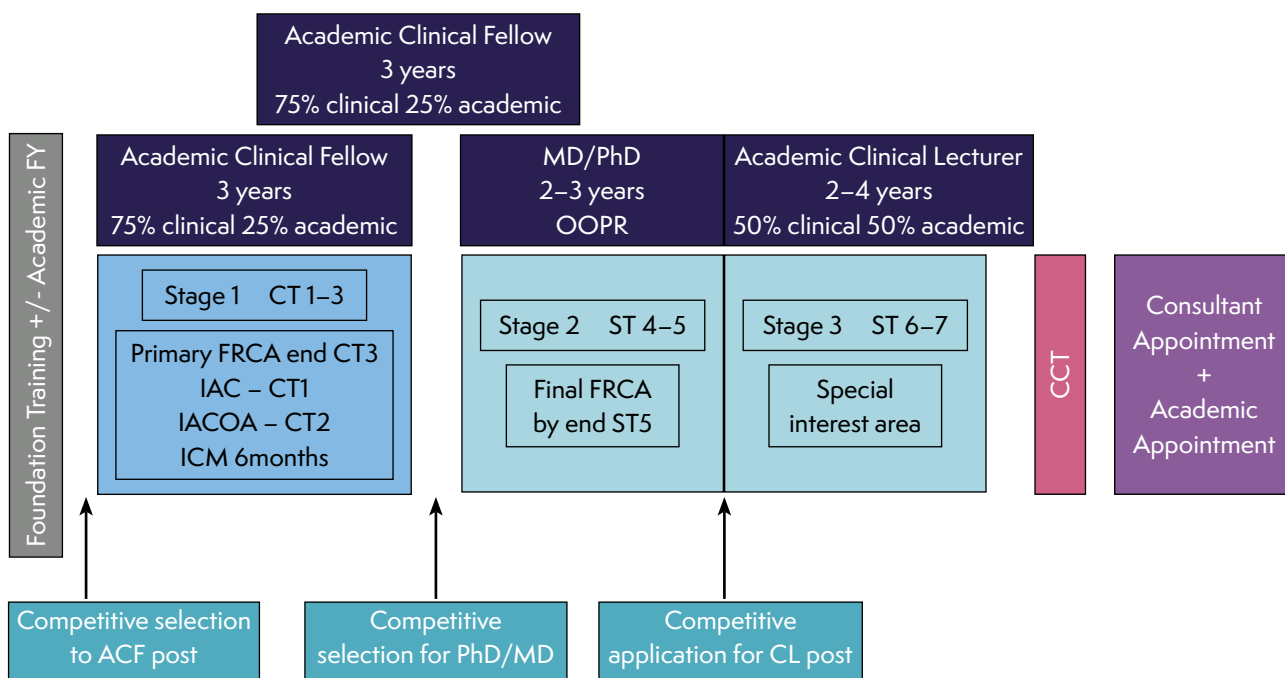 Academic Clinical Fellow
3 years
75% clinical 25% academic
Foundation Training +/- Academic FY
Academic Clinical Fellow
3 years
75% clinical 25% academic
MD/PhD
2–3 years
OOPR
Academic Clinical Lecturer
2–4 years
50% clinical 50% academic
Stage 1 CT 1–3
Primary FRCA end CT3
IAC – CT1
IACOA – CT2
ICM 6months
Stage 2 ST 4–5
Final FRCA
by end ST5
Stage 3 ST 6–7
Special
interest area
CCT
Consultant
Appointment
+
Academic
Appointment
Competitive selection
to ACF post
Competitive
selection for PhD/MD
Competitive
application for CL post